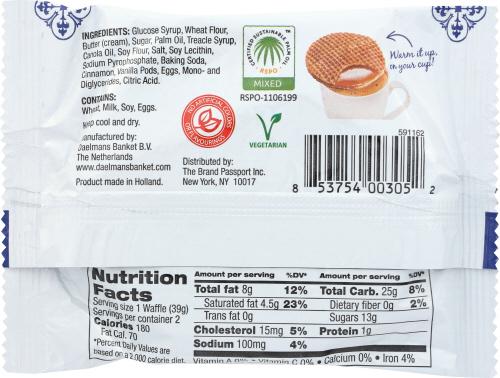 INGREDIENTS: Glucose Syrup, Wheat Flour,
Butter (cream), Sugar, Palm Oil, Treacle Syrup,
Canola Oil, Soy Flour, Salt, Soy Lecithin,
Sodium Pyrophosphate, Baking Soda,
Cinnamon, Vanilla Pods, Eggs, Mono- and
Diglycerides, Citric Acid.
CONTAINS:
Wheat, Milk, Soy, Eggs.
Keep cool and dry.
Manufactured by:
Daelmans Banket B.V.
The Netherlands
www.daelmansbanket.com
Product made in Holland.
CERTIFIED SUSTAINABLE PALM OIL
RSPO
MIXED
RSPO-1106199
NO ARTIFICIAL COLORS
OR FLAVOURINGS
VEGETARIAN
Distributed by:
The Brand Passport Inc.
New York, NY, 10017
Warm it up,
on your cup!
591162
8 53754 00305 2
Nutrition
Facts
Serving size 1 Waffle (39g)
Servings per container 2
Calories 180
Fat Cal. 70
*Percent Daily Values are
based on a 2,000 calorie diet.
Amount per serving %DV* Amount per serving %DV*
Total fat 8g 12% Total Carb. 25g 8%
Saturated fat 4.5g 23% Dietary fiber 0g 2%
Trans fat 0g Sugars 13g
Cholesterol 15mg 5% Protein 1g
Sodium 100mg 4%
Vitamin A 0% • Vitamin C 0% • Calcium 0% • Iron 4%